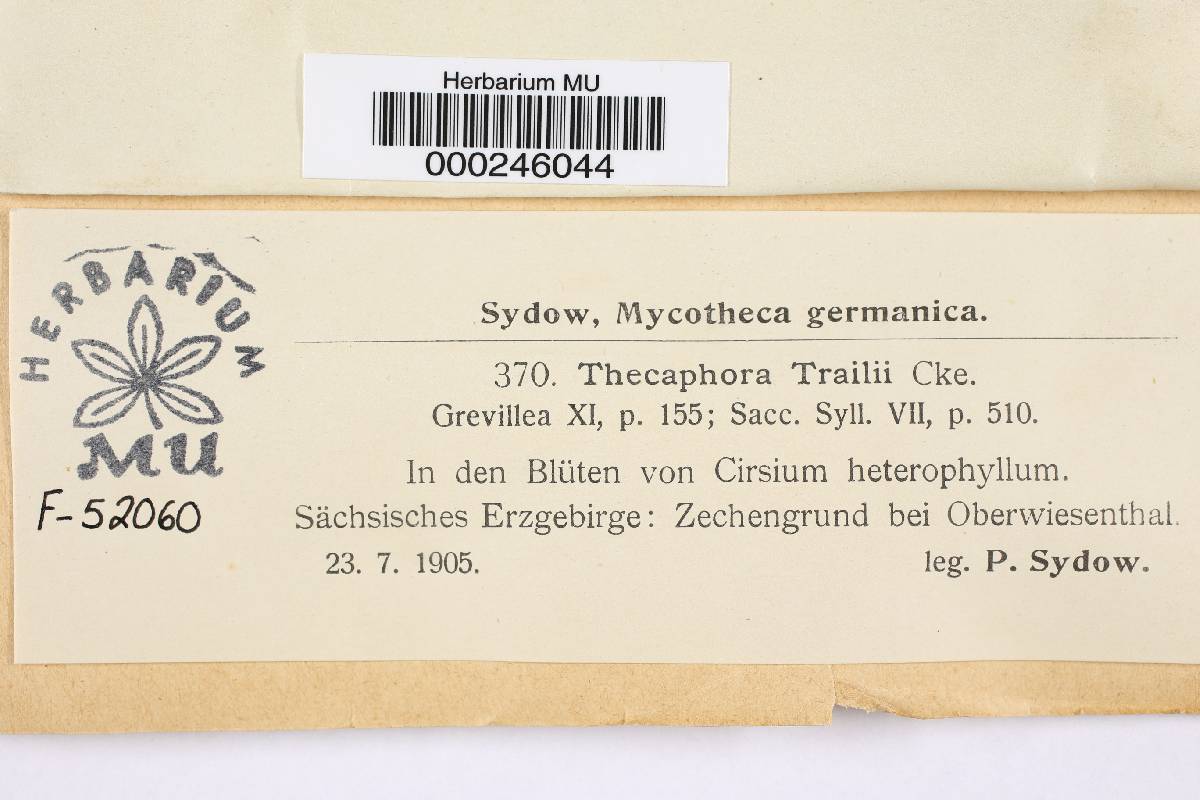 Herbarium MU
000246044
HERBARIUM
MU
F-52060
Sydow, Mycotheca germanica.
370. Thecaphora Trailii Cke.
Grevillea XI, p. 155; Sacc. Syll. VII, p. 510.
In den Blüten von Cirsium heterophyllum.
Sächsisches Erzgebirge: Zechengrund bei Oberwiesenthal.
23. 7. 1905. leg. P. Sydow.